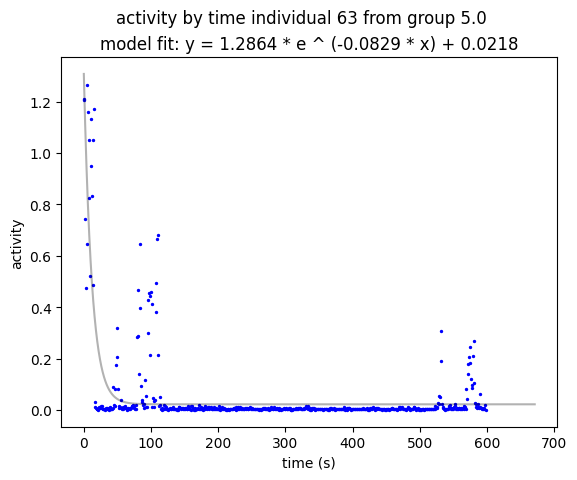 activity by time individual 63 from group 5.0
model fit: y = 1.2864 * e ^ (-0.0829 * x) + 0.0218
1.2
1.0
0.8
0.6
0.4
0.2
0.0
activity
0 100 200 300 400 500 600 700
time (s)